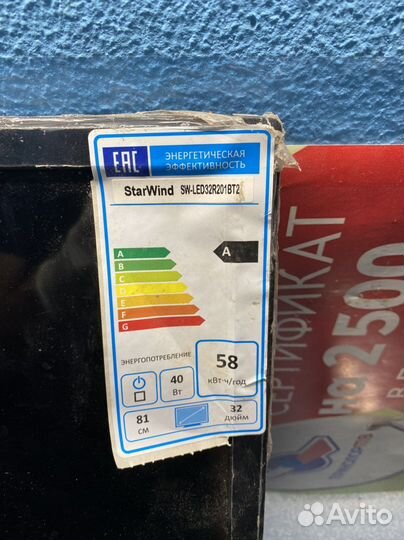 EAC
ЭНЕРГЕТИЧЕСКАЯ
ЭФФЕКТИВНОСТЬ
StarWind SW-LED32R201BT2
A
B
C
D
E
F
G
A
ЭНЕРГОПОТРЕБЛЕНИЕ
40
Вт
58
кВт·ч/год
81
см
32
дюйм
СЕРТИФИКАТ
на 2500
Avito